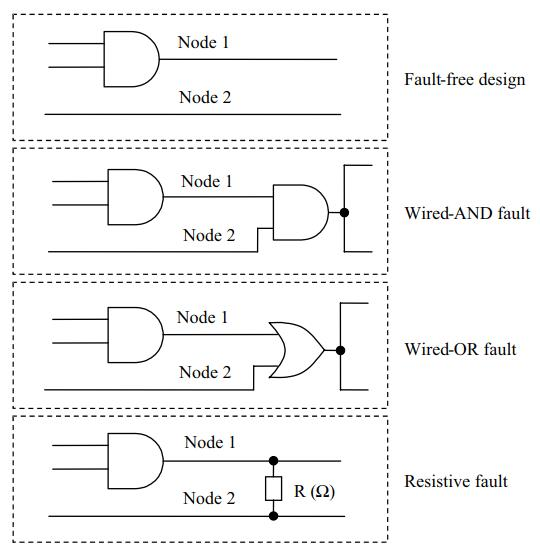 Node 1
Node 2
Fault-free design
Node 1
Node 2
Wired-AND fault
Node 1
Node 2
Wired-OR fault
Node 1
R (Ω)
Node 2
Resistive fault